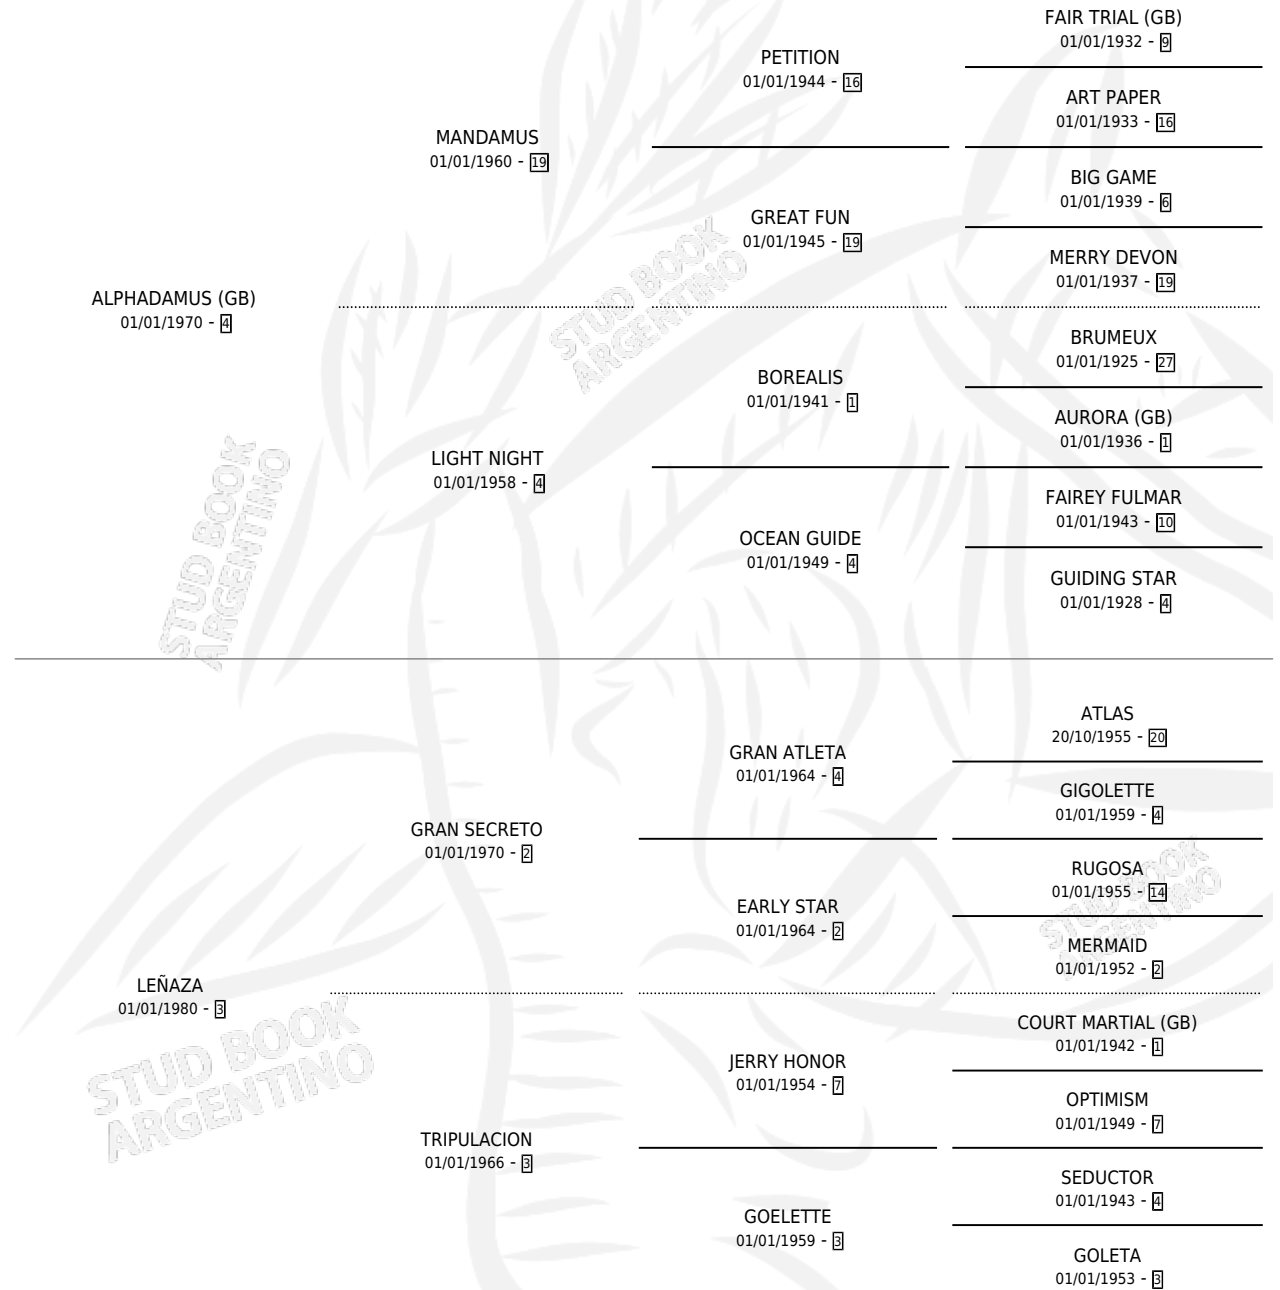 FAIR TRIAL (GB)
01/01/1932 - 9
PETITION
01/01/1944 - 16
ART PAPER
01/01/1933 - 16
MANDAMUS
01/01/1960 - 19
BIG GAME
01/01/1939 - 6
GREAT FUN
01/01/1945 - 19
MERRY DEVON
01/01/1937 - 19
ALPHADAMUS (GB)
01/01/1970 - 4
BRUMEUX
01/01/1925 - 27
BOREALIS
01/01/1941 - 1
AURORA (GB)
01/01/1936 - 1
LIGHT NIGHT
01/01/1958 - 4
FAIREY FULMAR
01/01/1943 - 10
OCEAN GUIDE
01/01/1949 - 4
GUIDING STAR
01/01/1928 - 4
ATLAS
20/10/1955 - 20
GRAN ATLETA
01/01/1964 - 4
GIGOLETTE
01/01/1959 - 4
GRAN SECRETO
01/01/1970 - 2
RUGOSA
01/01/1955 - 14
EARLY STAR
01/01/1964 - 2
MERMAID
01/01/1952 - 2
LEÑAZA
01/01/1980 - 3
COURT MARTIAL (GB)
01/01/1942 - 1
JERRY HONOR
01/01/1954 - 7
OPTIMISM
01/01/1949 - 7
TRIPULACION
01/01/1966 - 3
SEDUCTOR
01/01/1943 - 4
GOELETTE
01/01/1959 - 3
GOLETA
01/01/1953 - 3
STUD BOOK
ARGENTINO
STUD BOOK
ARGENTINO
STUD BOOK
ARGENTINO
STUD BOOK
ARGENTINO